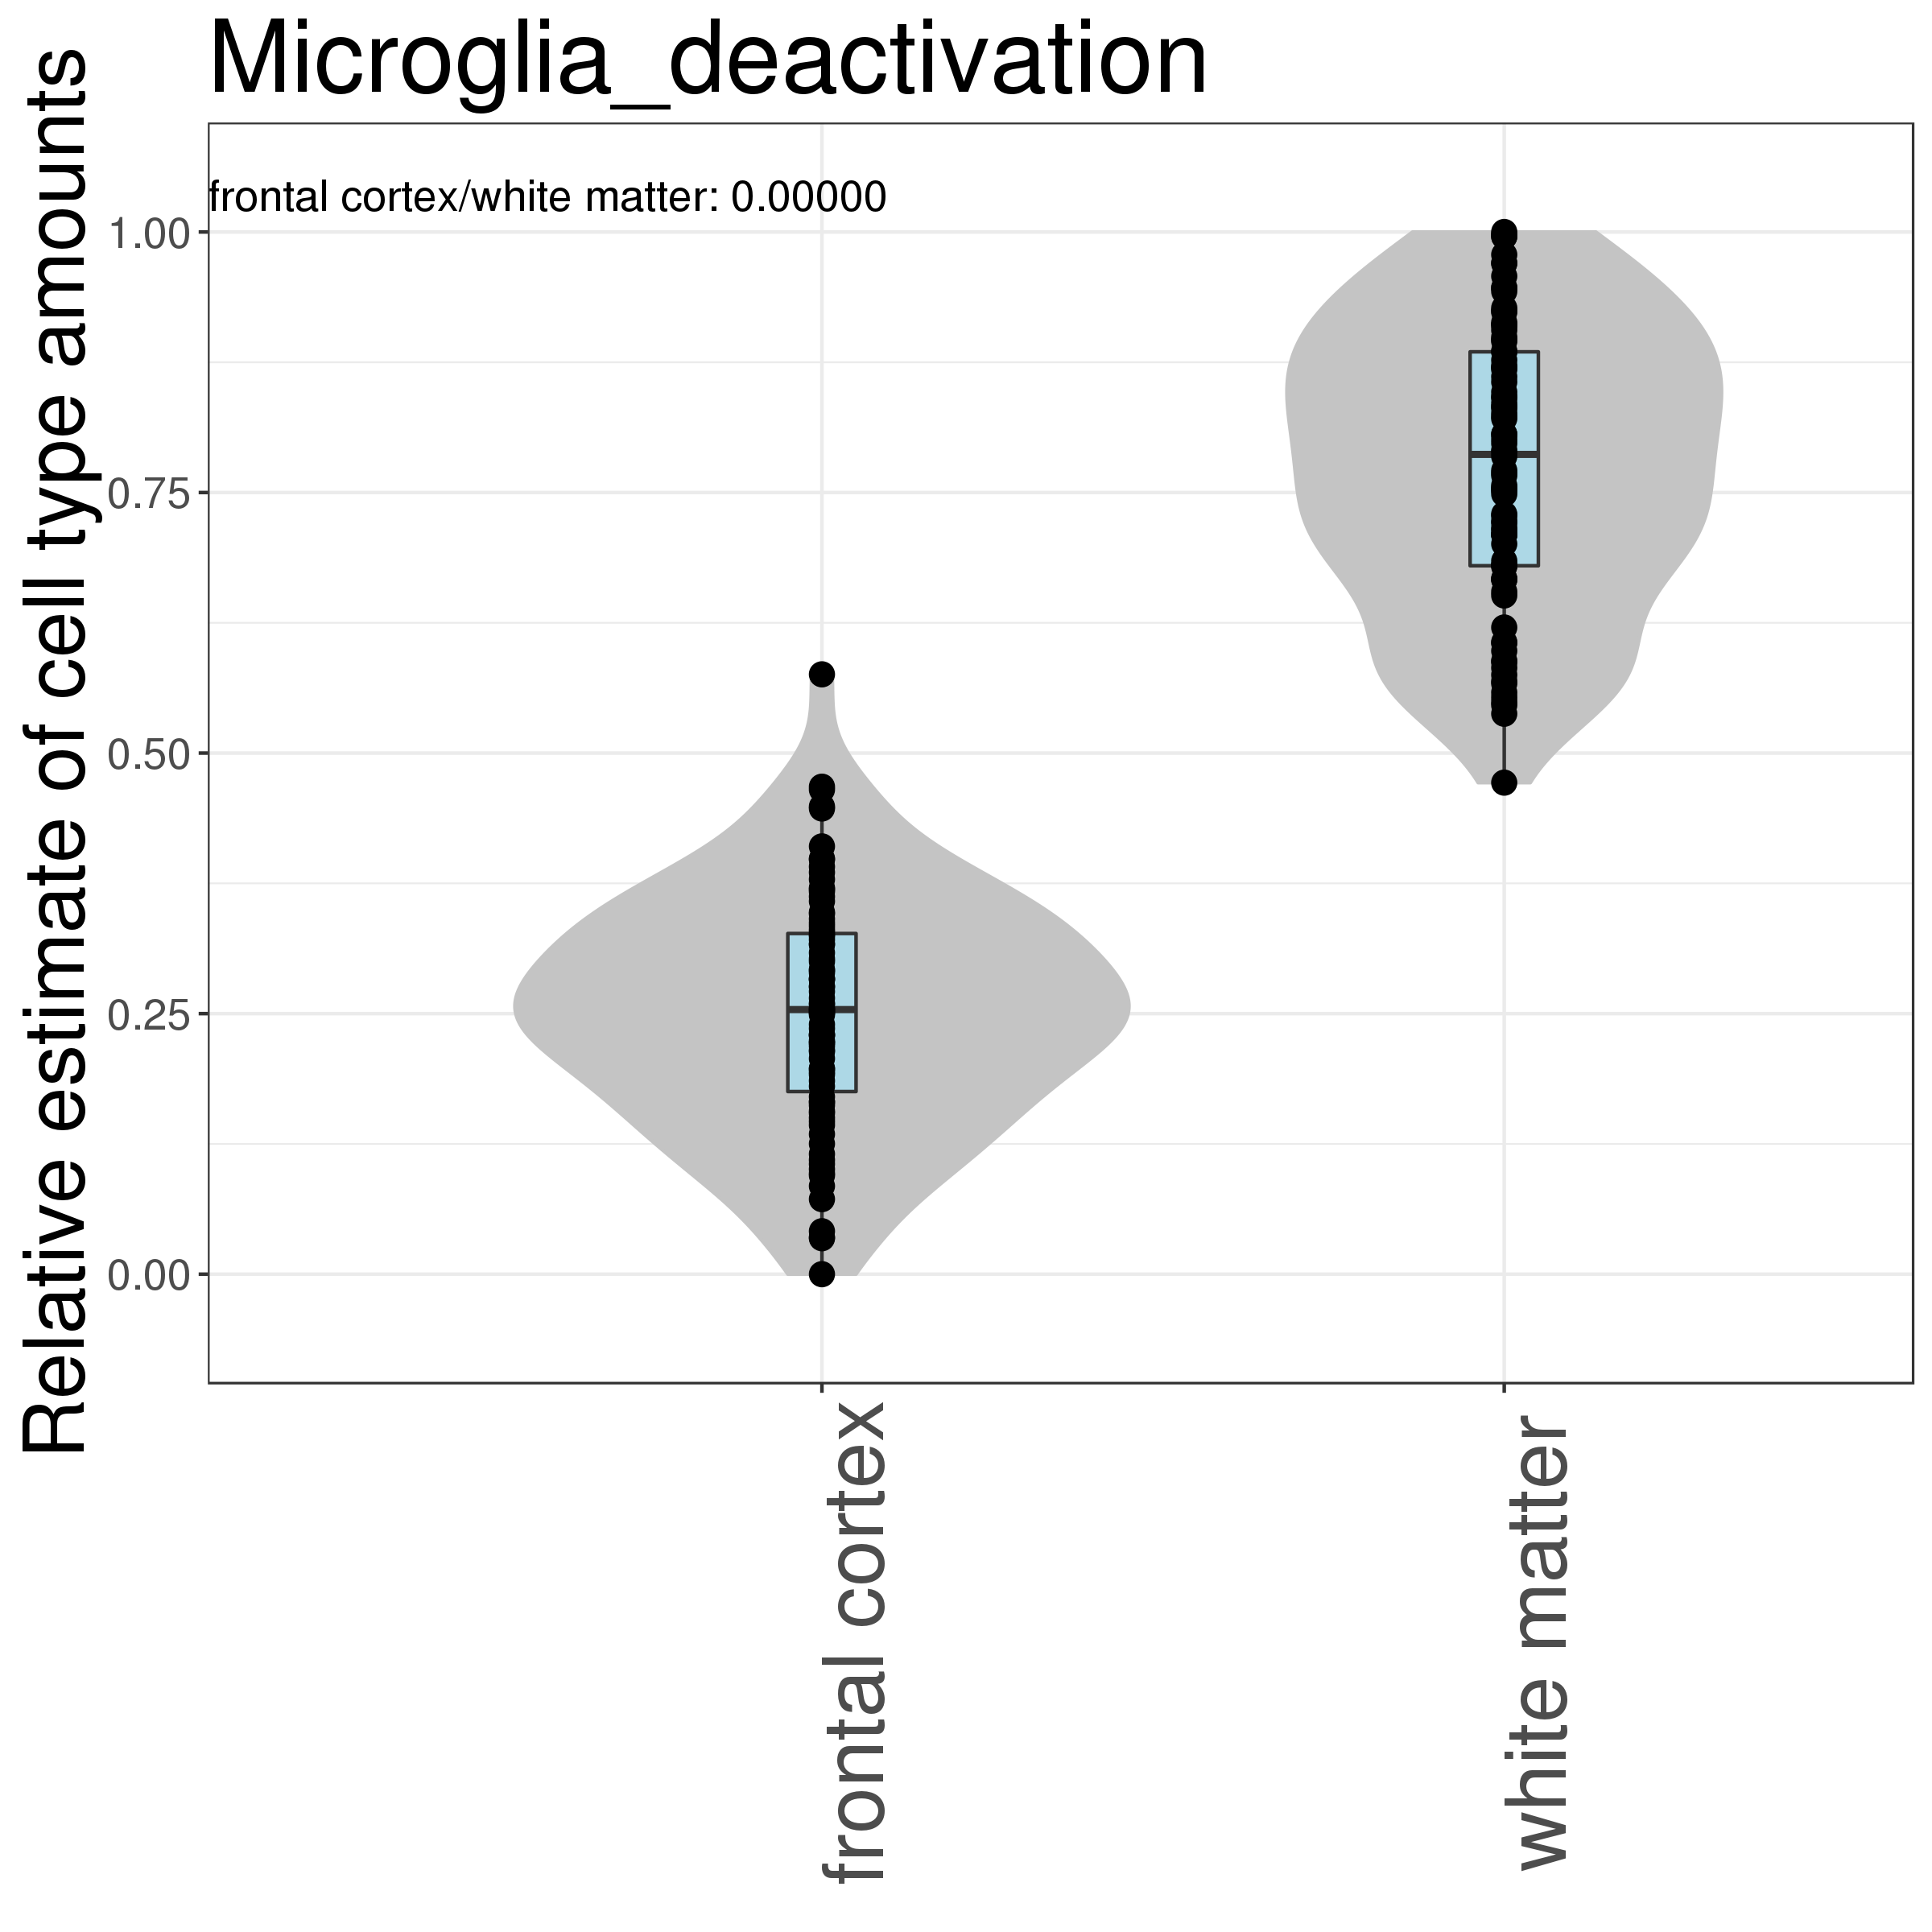 Microglia__deactivation
Relative estimate of cell type amounts
frontal cortex/white matter: 0.00000
1.00
0.75
0.50
0.25
0.00
frontal cortex
white matter